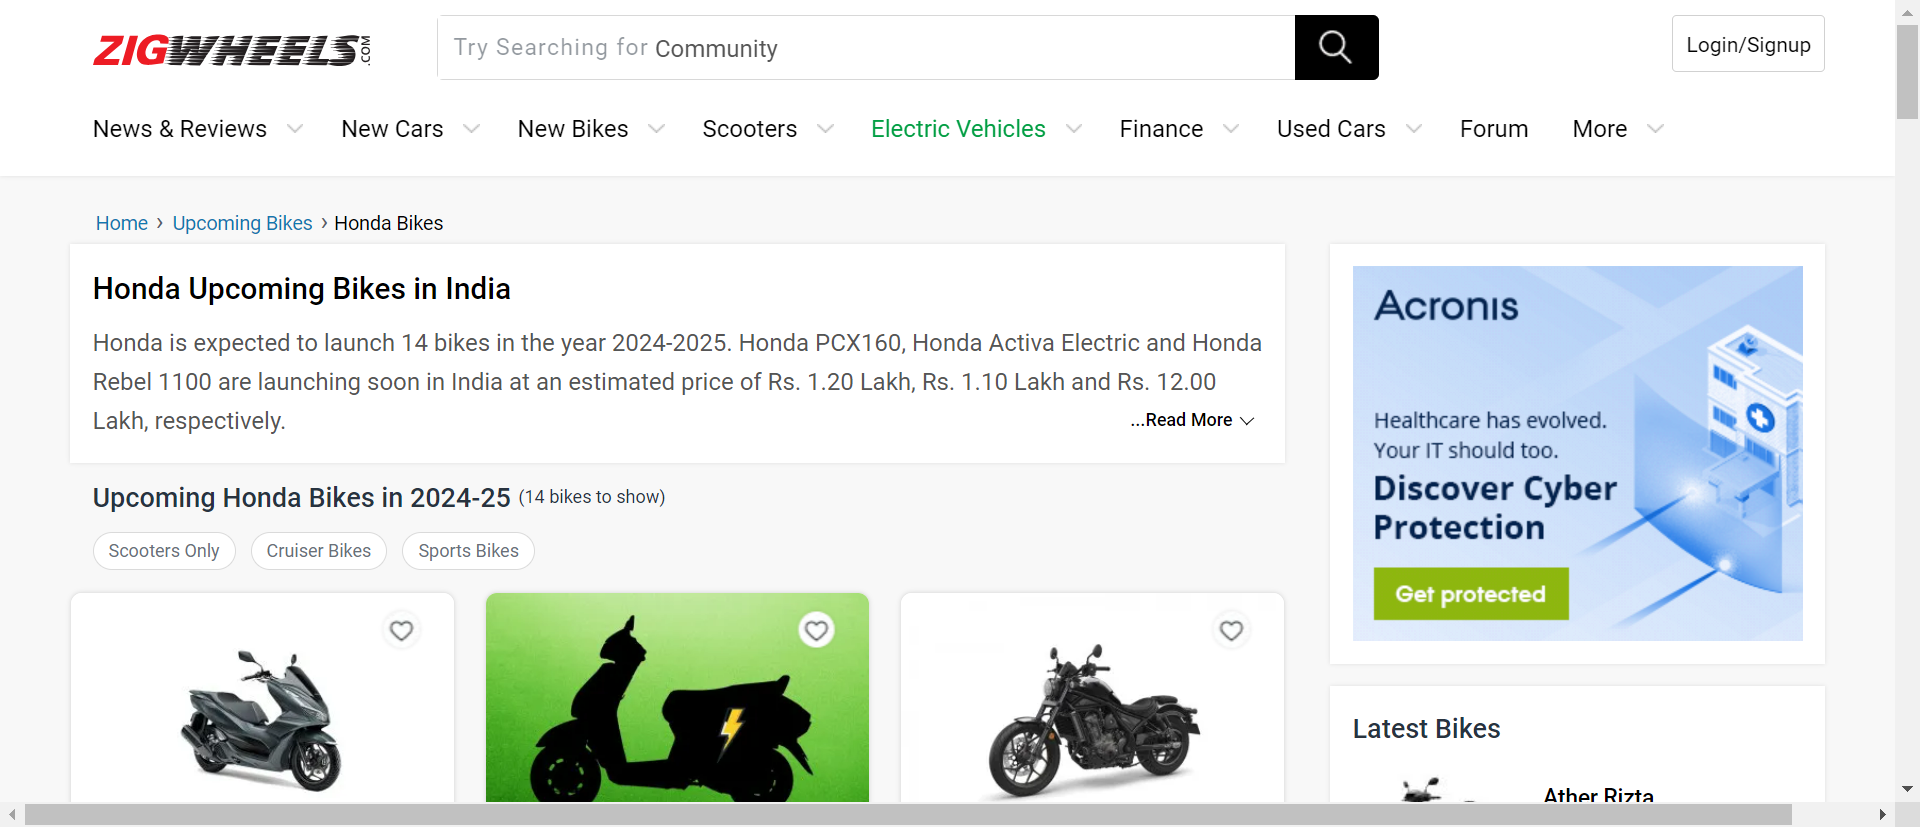 ZIGWHEELS.COM
Try Searching for Community
Login/Signup
News & Reviews New Cars New Bikes Scooters Electric Vehicles Finance Used Cars Forum More
Home › Upcoming Bikes › Honda Bikes
Honda Upcoming Bikes in India
Honda is expected to launch 14 bikes in the year 2024-2025. Honda PCX160, Honda Activa Electric and Honda
Rebel 1100 are launching soon in India at an estimated price of Rs. 1.20 Lakh, Rs. 1.10 Lakh and Rs. 12.00
Lakh, respectively.
...Read More
Upcoming Honda Bikes in 2024-25 (14 bikes to show)
Scooters Only Cruiser Bikes Sports Bikes
Acronis
Healthcare has evolved.
Your IT should too.
Discover Cyber
Protection
Get protected
Latest Bikes
Ather Rizta